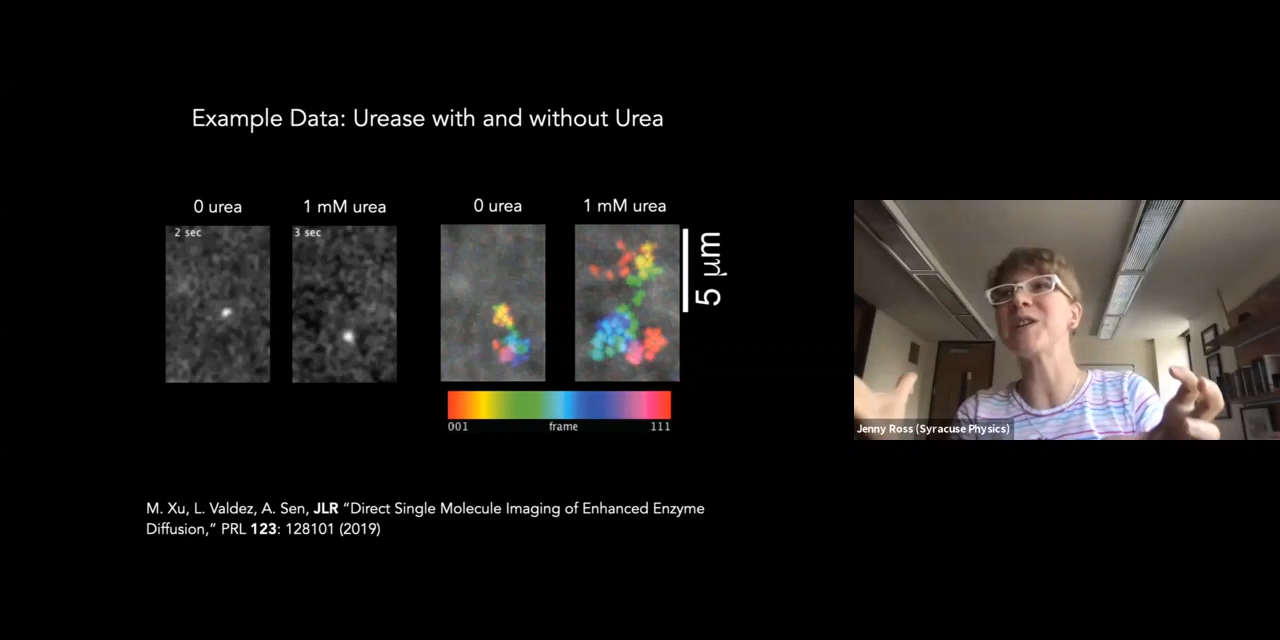 Example Data: Urease with and without Urea
0 urea
1 mM urea
0 urea
1 mM urea
2 sec
3 sec
5 μm
001
frame
111
M. Xu, L. Valdez, A. Sen, JLR “Direct Single Molecule Imaging of Enhanced Enzyme
Diffusion,” PRL 123: 128101 (2019)
Jenny Ross (Syracuse Physics)